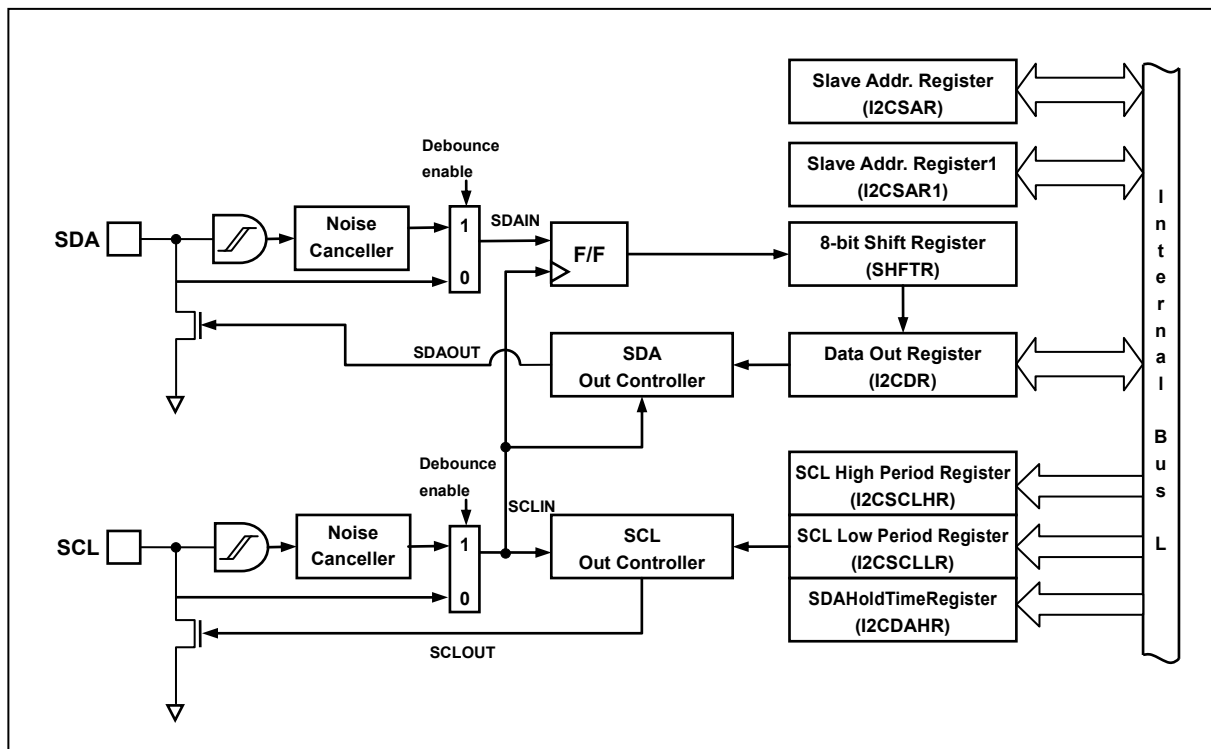 Slave Addr. Register
(I2CSAR)
Slave Addr. Register1
(I2CSAR1)
Debounce
enable
SDA
Noise
Canceller
1
0
SDAIN
F/F
8-bit Shift Register
(SHFTR)
SDAOUT
SDA
Out Controller
Data Out Register
(I2CDR)
Debounce
enable
SCL
Noise
Canceller
1
0
SCLIN
SCL
Out Controller
SCL High Period Register
(I2CSCLHR)
SCL Low Period Register
(I2CSCLLR)
SDAHoldTimeRegister
(I2CDAHR)
SCLOUT
Internal Bus L